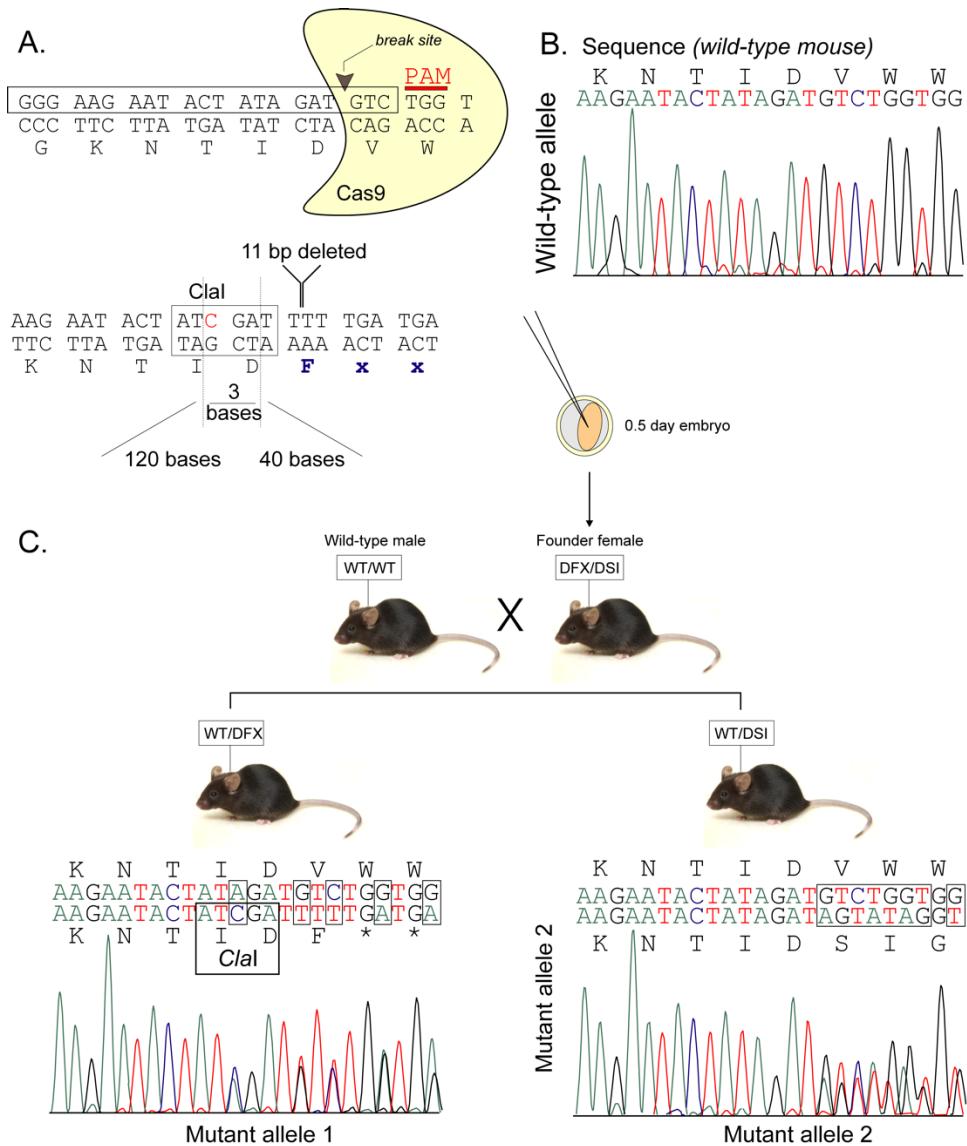 A.
break site
PAM
GGG AAG AAT ACT ATA GAT GTC TGG T
CCC TTC TTA TGA TAT CTA CAG ACC A
G K N T I D V W
Cas9
11 bp deleted
ClaI
AAG AAT ACT ATC GAT TTT TGA TGA
TTC TTA TGA TAG CTA AAA ACT ACT
K N T I D F x x
3
bases
120 bases 40 bases
B. Sequence (wild-type mouse)
K N T I D V W W
AAGAATACTATAGATGTCTGGTGG
Wild-type allele
0.5 day embryo
C.
Wild-type male Founder female
WT/WT DFX/DSI
X
WT/DFX WT/DSI
K N T I D V W W
AAGAATACTATAGATGTCTGGTGG
AAGAATACTATCGATTTTTGATGA
K N T I D F * *
ClaI
Mutant allele 1
K N T I D V W W
AAGAATACTATAGATGTCTGGTGG
AAGAATACTATAGATAGTATAGGT
K N T I D S I G
Mutant allele 2
Mutant allele 2